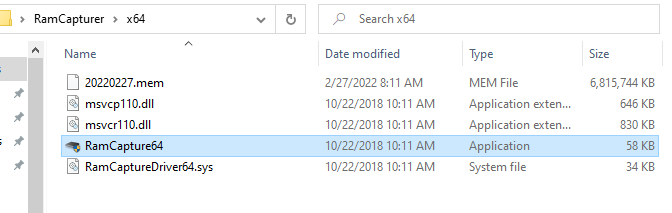 RamCapturer > x64
Search x64
Name Date modified Type Size
20220227.mem 2/27/2022 8:11 AM MEM File 6,815,744 KB
msvcp110.dll 10/22/2018 10:11 AM Application exten... 646 KB
msvcr110.dll 10/22/2018 10:11 AM Application exten... 830 KB
RamCapture64 10/22/2018 10:11 AM Application 58 KB
RamCaptureDriver64.sys 10/22/2018 10:11 AM System file 34 KB